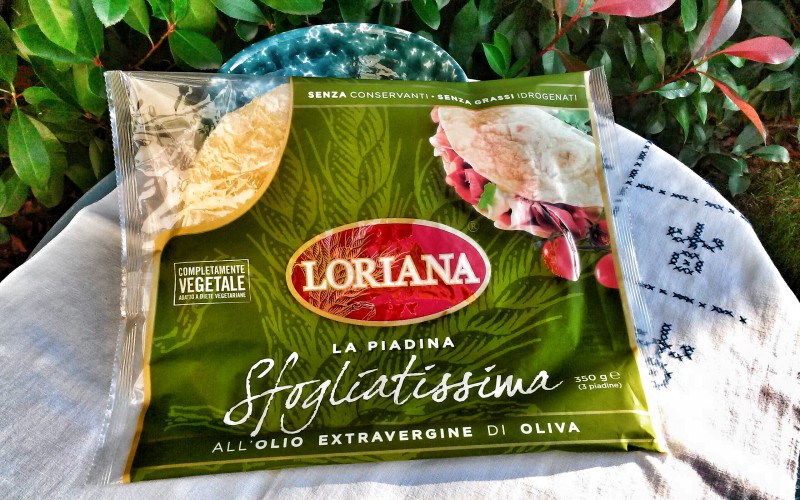 SENZA CONSERVANTI • SENZA GRASSI IDROGENATI
COMPLETAMENTE
VEGETALE
ADATTO A DIETE VEGETARIANE
LORIANA
®
LA PIADINA
Sfogliatissima
350 g ℮
(3 piadine)
ALL'OLIO EXTRAVERGINE DI OLIVA